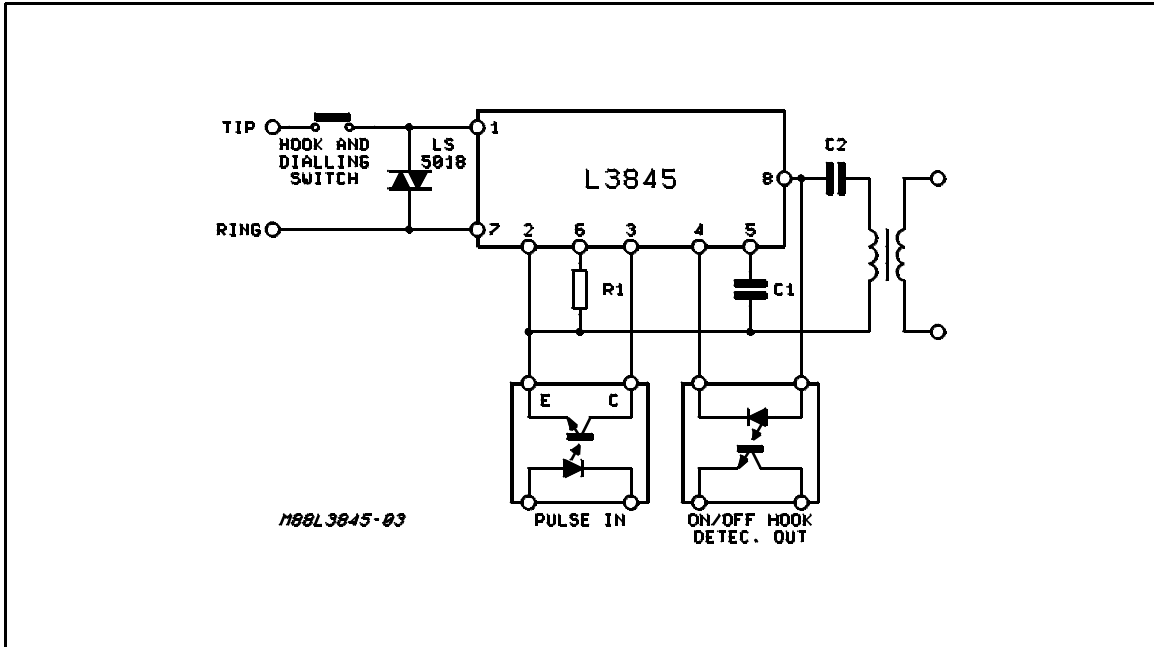 TIP
1
HOOK AND
DIALLING
SWITCH
LS
5018
C2
L3845
8
RING
7
2
6
3
4
5
R1
C1
E
C
M88L3845-03
PULSE IN
ON/OFF HOOK
DETEC. OUT